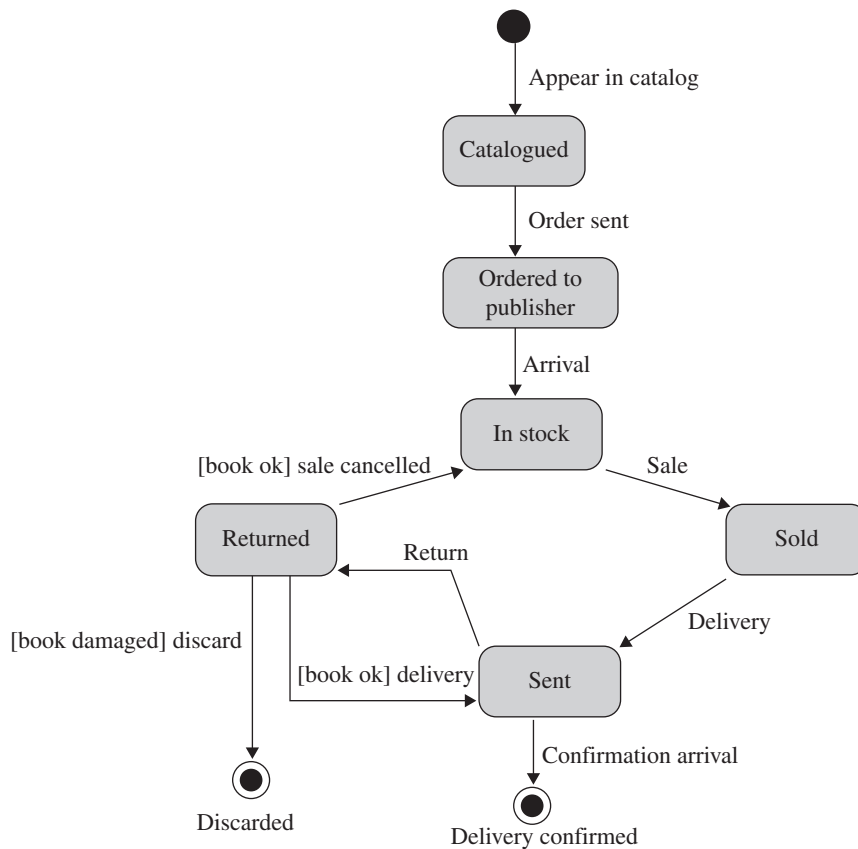 Appear in catalog
Catalogued
Order sent
Ordered to
publisher
Arrival
In stock
[book ok] sale cancelled
Sale
Returned
Sold
Return
Delivery
[book damaged] discard
[book ok] delivery
Sent
Confirmation arrival
Discarded
Delivery confirmed